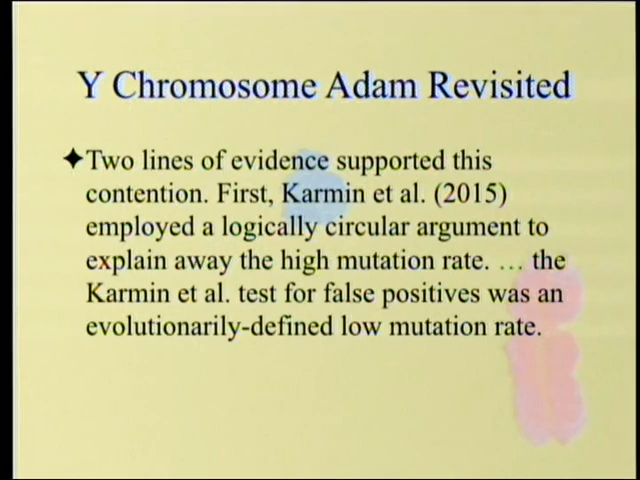 Y Chromosome Adam Revisited
✦Two lines of evidence supported this
contention. First, Karmin et al. (2015)
employed a logically circular argument to
explain away the high mutation rate. … the
Karmin et al. test for false positives was an
evolutionarily-defined low mutation rate.